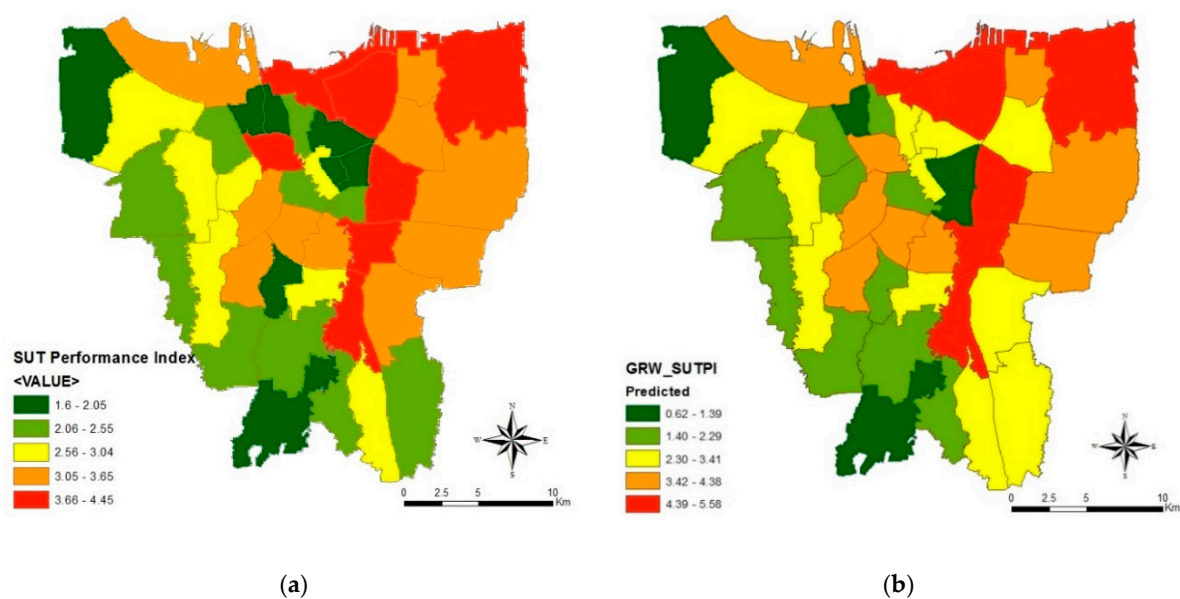 SUT Performance Index
<VALUE>
1.6 - 2.05
2.06 - 2.55
2.56 - 3.04
3.05 - 3.65
3.66 - 4.45
N
W E
S
0 2.5 5 10
Km
(a)
GRW_SUTPI
Predicted
0.62 - 1.39
1.40 - 2.29
2.30 - 3.41
3.42 - 4.38
4.39 - 5.58
N
W E
S
0 2.5 5 10
Km
(b)